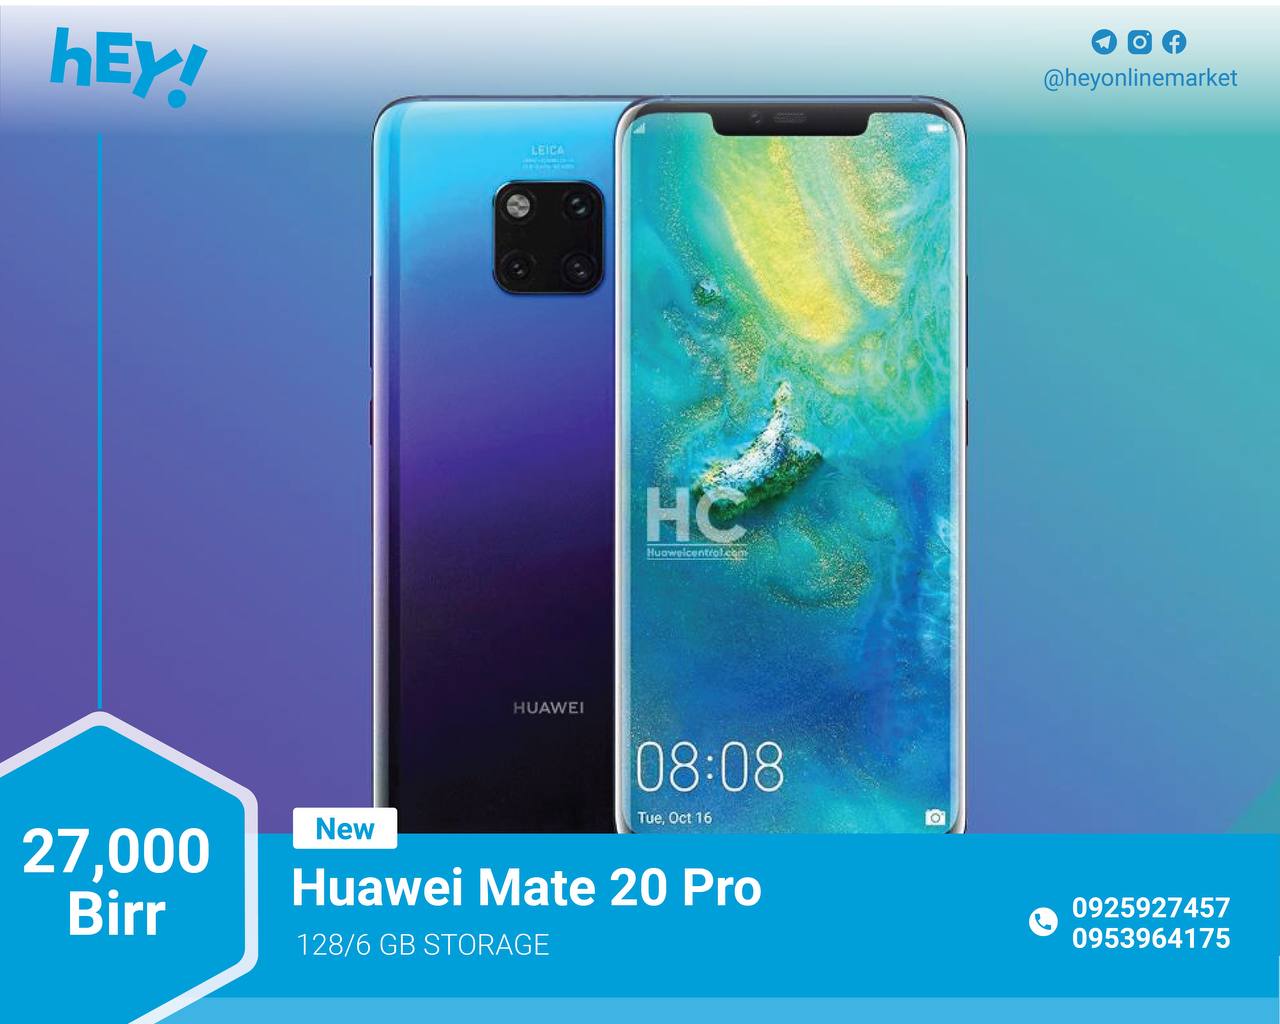 hEY!
@heyonlinemarket
LEICA
HC
Huaweicentral.com
HUAWEI
08:08
Tue, Oct 16
27,000
Birr
New
Huawei Mate 20 Pro
128/6 GB STORAGE
0925927457
0953964175